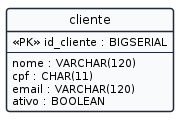 cliente
«PK» id_cliente : BIGSERIAL
nome : VARCHAR(120)
cpf : CHAR(11)
email : VARCHAR(120)
ativo : BOOLEAN